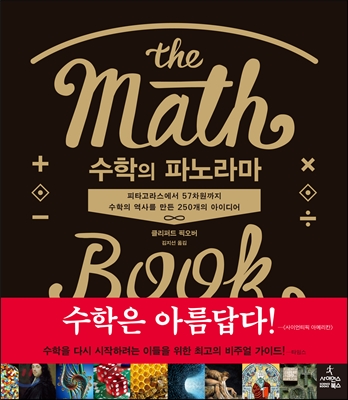 the
Math
수학의 파노라마
피타고라스에서 57차원까지
수학의 역사를 만든 250개의 아이디어
클리퍼드 픽오버
김지선 옮김
Book
수학은 아름답다!
—《사이언티픽 아메리칸》
수학을 다시 시작하려는 이들을 위한 최고의 비주얼 가이드!
사이언스
북스